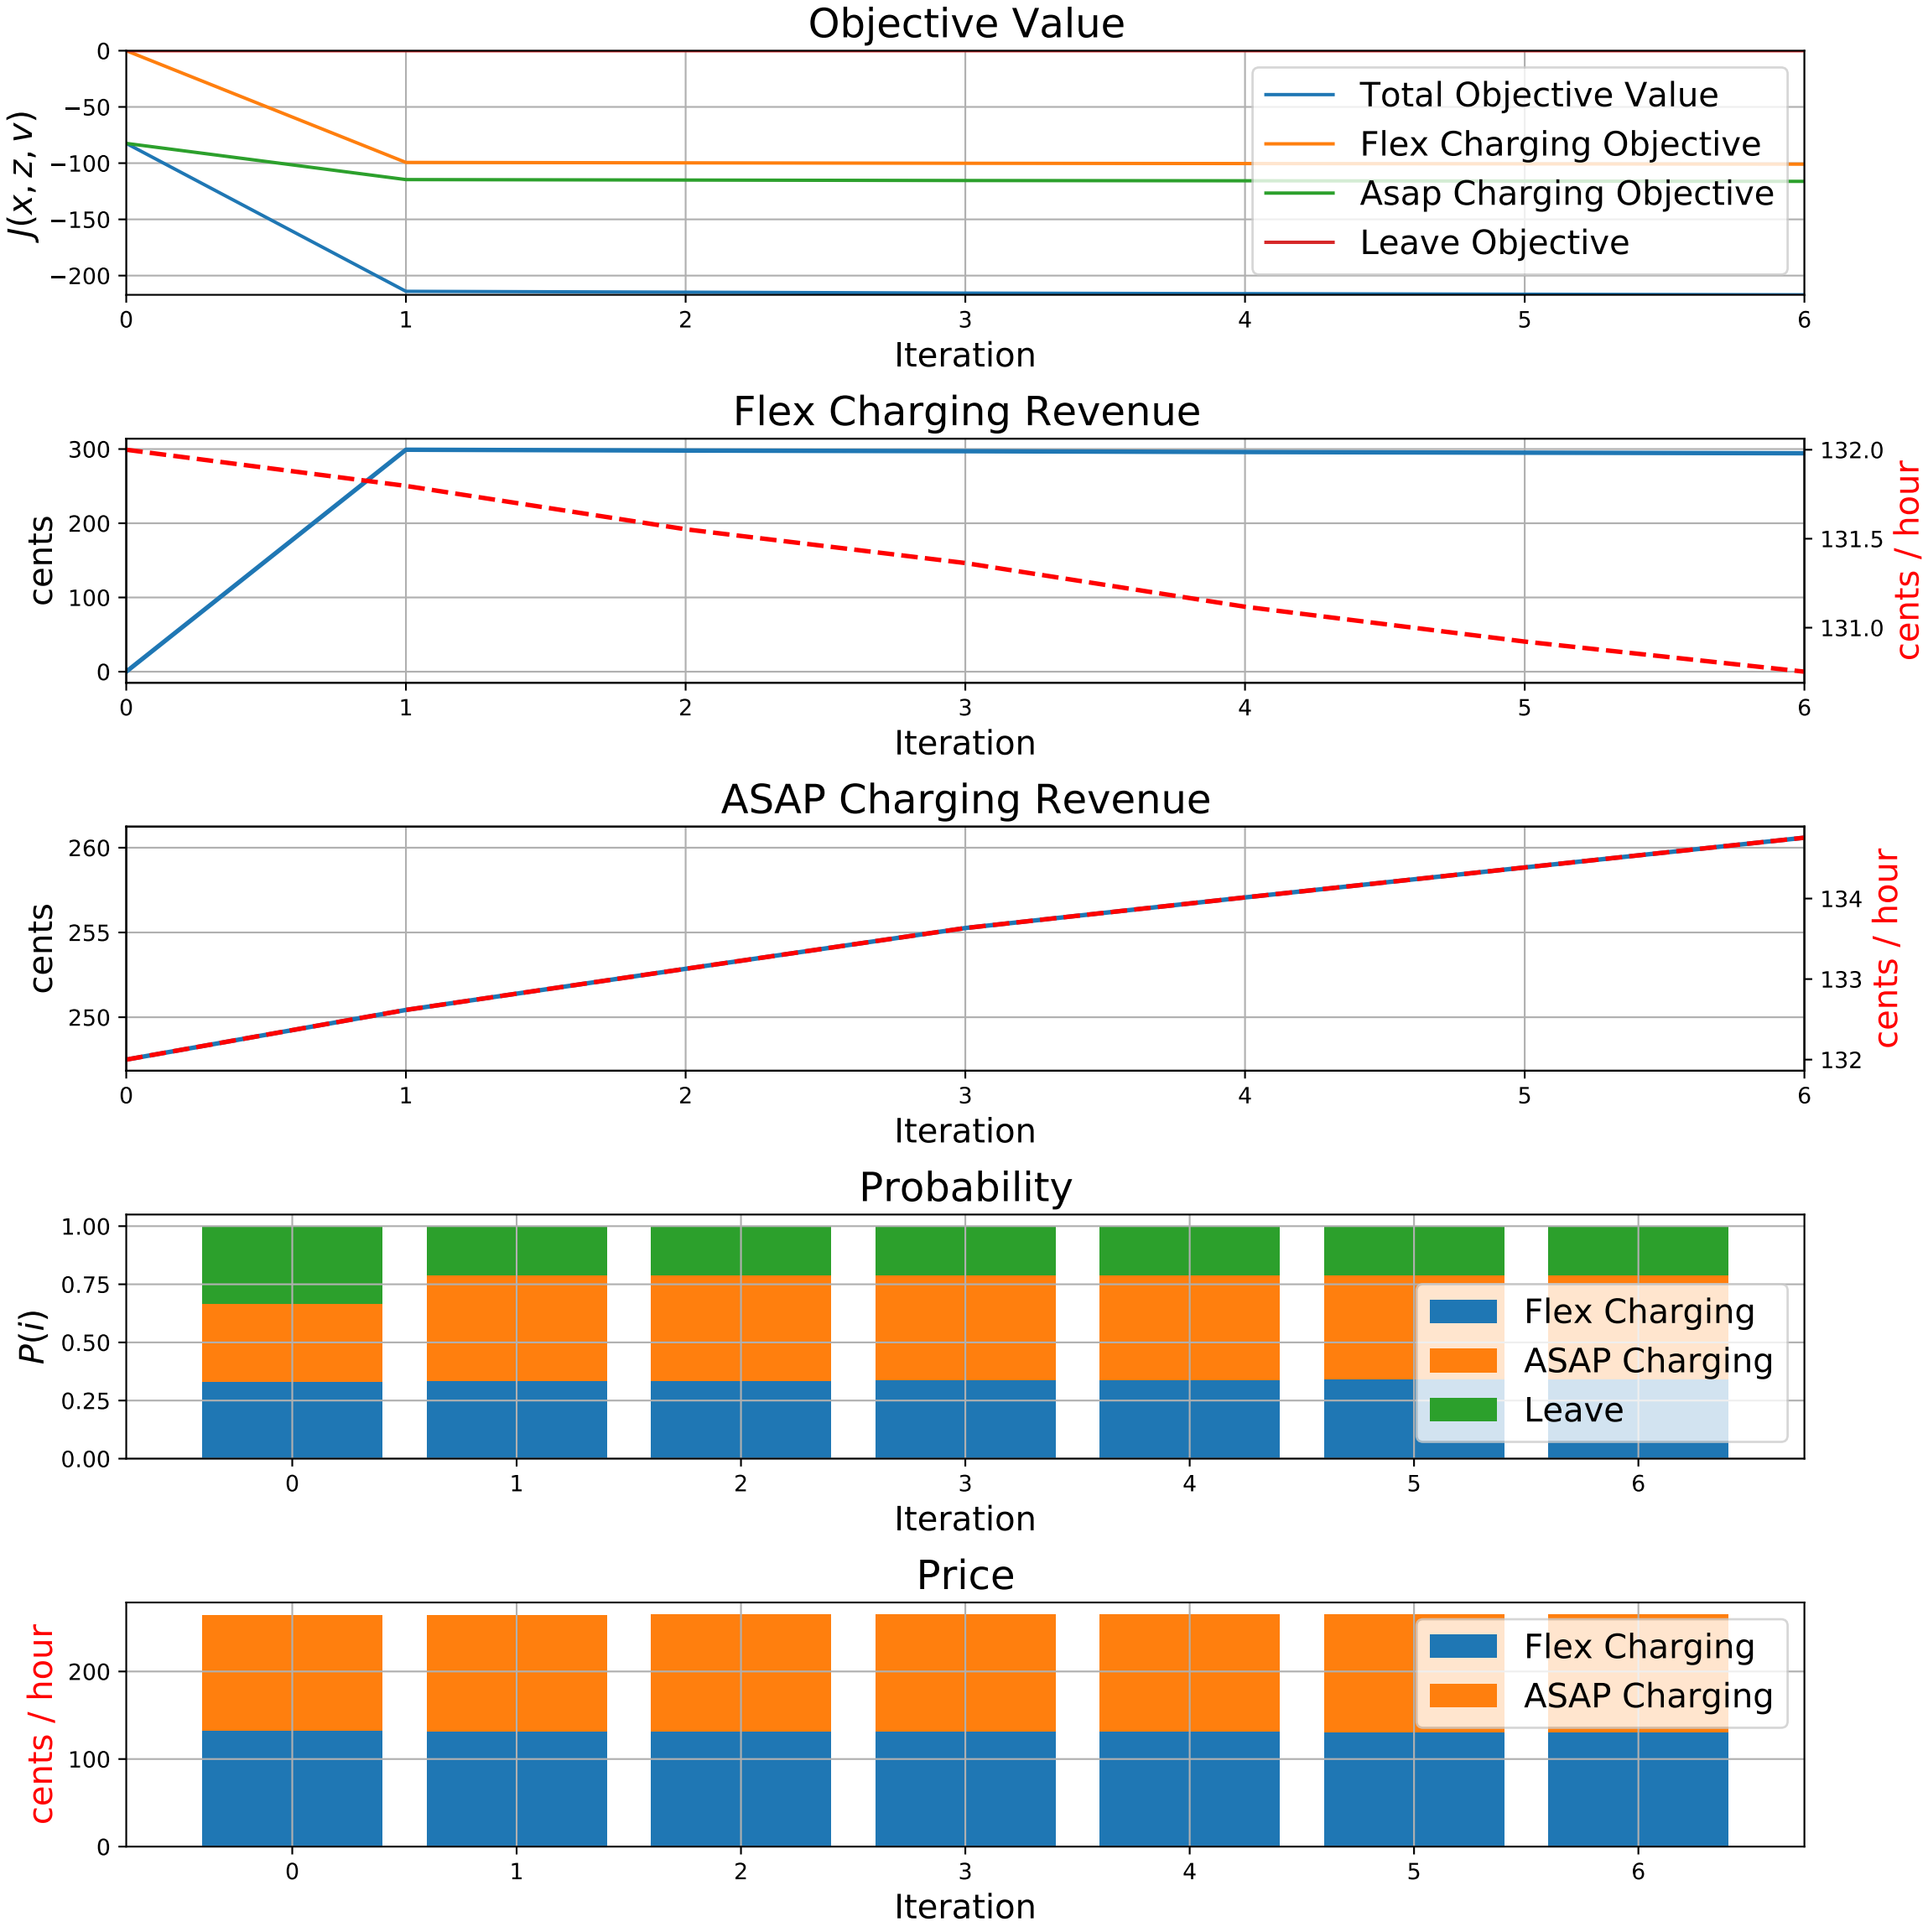 Objective Value
J(x, z, v)
0
−50
−100
−150
−200
Total Objective Value
Flex Charging Objective
Asap Charging Objective
Leave Objective
0 1 2 3 4 5 6
Iteration
Flex Charging Revenue
cents
300
200
100
0
132.0
131.5
131.0
cents / hour
0 1 2 3 4 5 6
Iteration
ASAP Charging Revenue
cents
260
255
250
134
133
132
cents / hour
0 1 2 3 4 5 6
Iteration
Probability
P(i)
1.00
0.75
0.50
0.25
0.00
Flex Charging
ASAP Charging
Leave
0 1 2 3 4 5 6
Iteration
Price
cents / hour
200
100
0
Flex Charging
ASAP Charging
0 1 2 3 4 5 6
Iteration